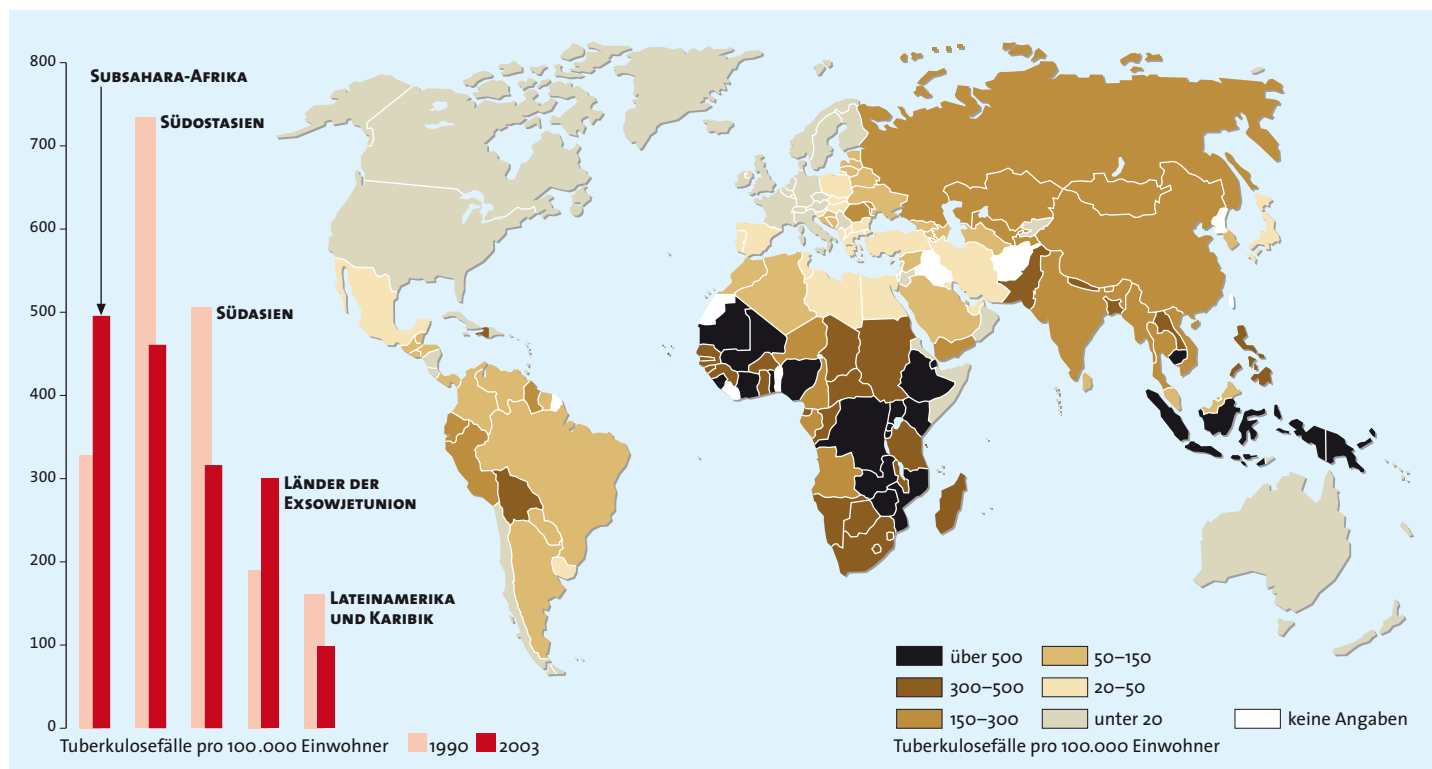 800
700
600
500
400
300
200
100
0
Subsahara-Afrika
Südostasien
Südasien
Länder der
Exsowjetunion
Lateinamerika
und Karibik
Tuberkulosefälle pro 100.000 Einwohner
1990
2003
über 500
300–500
150–300
50–150
20–50
unter 20
keine Angaben
Tuberkulosefälle pro 100.000 Einwohner